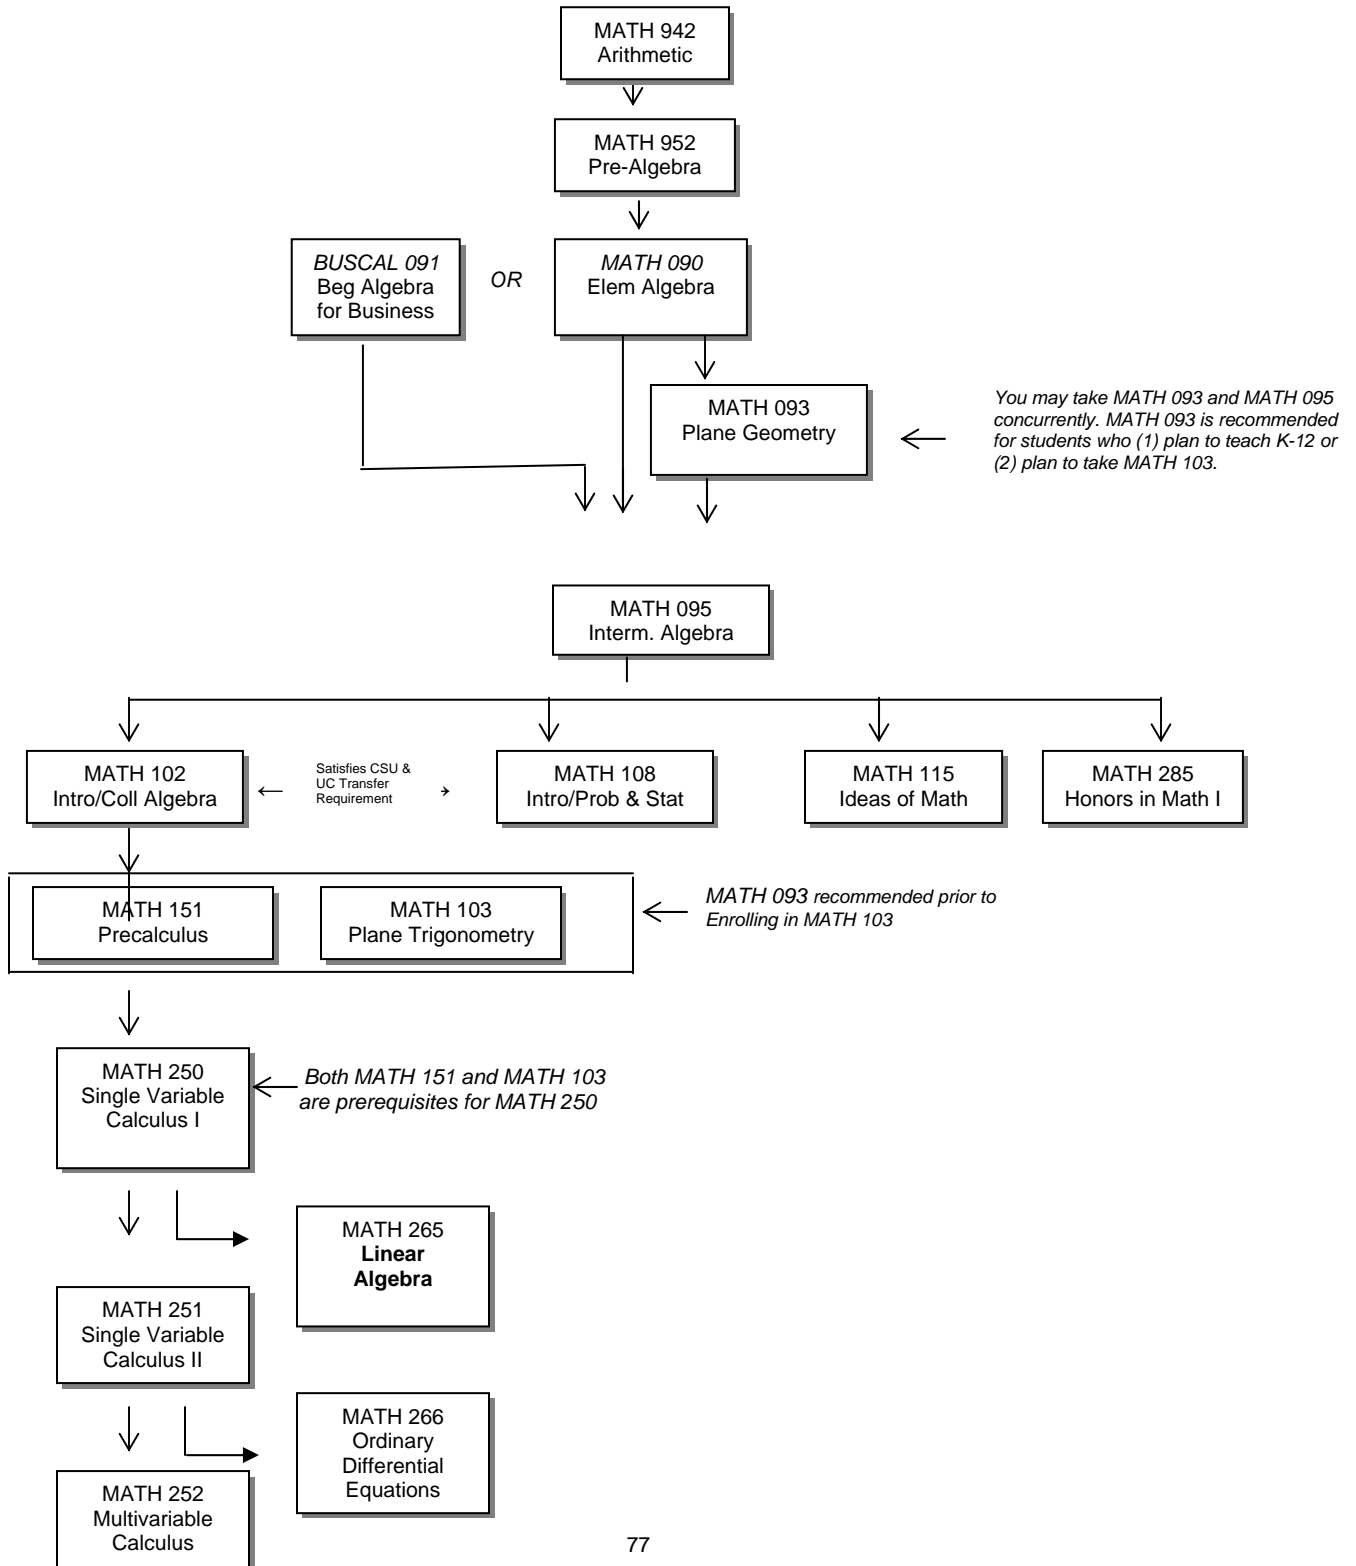 MATH 942
Arithmetic
MATH 952
Pre-Algebra
BUSCAL 091
Beg Algebra
for Business
OR
MATH 090
Elem Algebra
MATH 093
Plane Geometry
You may take MATH 093 and MATH 095
concurrently. MATH 093 is recommended
for students who (1) plan to teach K-12 or
(2) plan to take MATH 103.
MATH 095
Interm. Algebra
MATH 102
Intro/Coll Algebra
Satisfies CSU &
UC Transfer
Requirement
MATH 108
Intro/Prob & Stat
MATH 115
Ideas of Math
MATH 285
Honors in Math I
MATH 151
Precalculus
MATH 103
Plane Trigonometry
MATH 093 recommended prior to
Enrolling in MATH 103
MATH 250
Single Variable
Calculus I
Both MATH 151 and MATH 103
are prerequisites for MATH 250
MATH 265
Linear
Algebra
MATH 251
Single Variable
Calculus II
MATH 266
Ordinary
Differential
Equations
MATH 252
Multivariable
Calculus
77